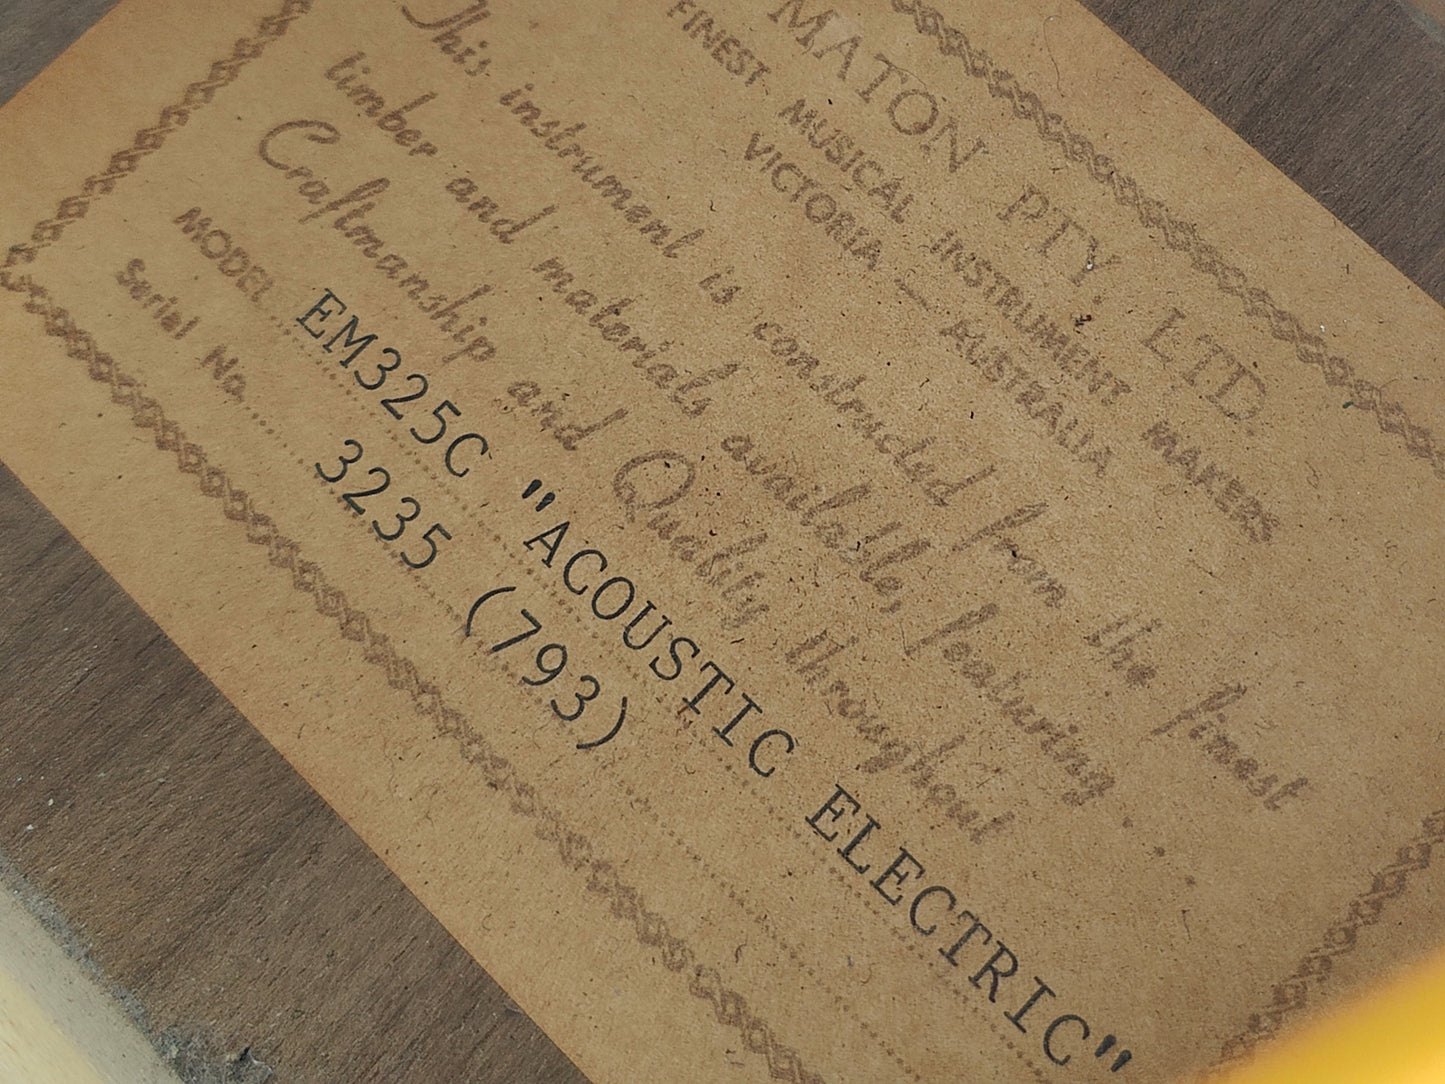 MATON PTY. LTD.
FINEST MUSICAL INSTRUMENT MAKERS
VICTORIA — AUSTRALIA
This instrument is constructed from the finest
timber and materials available, featuring
Craftmanship and Quality throughout
MODEL EM325C "ACOUSTIC ELECTRIC"
Serial No. 3235 (793)